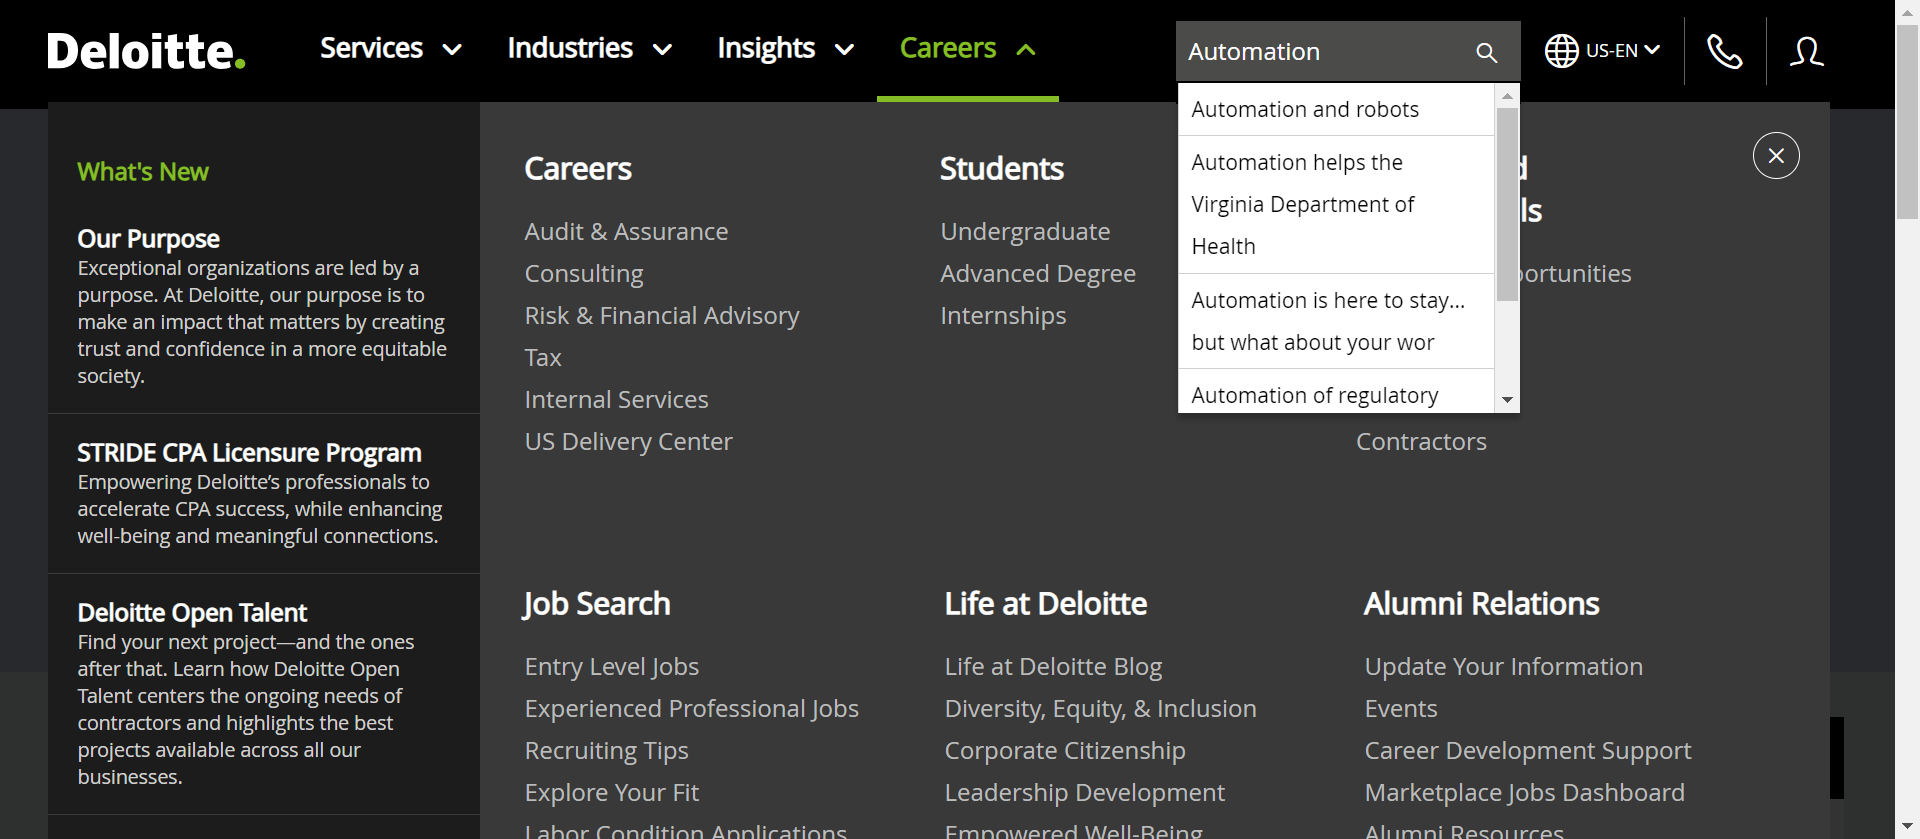 Deloitte.
Services
Industries
Insights
Careers
Automation
US-EN
Automation and robots
Automation helps the
Virginia Department of
Health
Automation is here to stay...
but what about your wor
Automation of regulatory
What's New
Our Purpose
Exceptional organizations are led by a
purpose. At Deloitte, our purpose is to
make an impact that matters by creating
trust and confidence in a more equitable
society.
STRIDE CPA Licensure Program
Empowering Deloitte’s professionals to
accelerate CPA success, while enhancing
well-being and meaningful connections.
Deloitte Open Talent
Find your next project—and the ones
after that. Learn how Deloitte Open
Talent centers the ongoing needs of
contractors and highlights the best
projects available across all our
businesses.
Careers
Audit & Assurance
Consulting
Risk & Financial Advisory
Tax
Internal Services
US Delivery Center
Students
Undergraduate
Advanced Degree
Internships
Contractors
Job Search
Entry Level Jobs
Experienced Professional Jobs
Recruiting Tips
Explore Your Fit
Labor Condition Applications
Life at Deloitte
Life at Deloitte Blog
Diversity, Equity, & Inclusion
Corporate Citizenship
Leadership Development
Empowered Well-Being
Alumni Relations
Update Your Information
Events
Career Development Support
Marketplace Jobs Dashboard
Alumni Resources